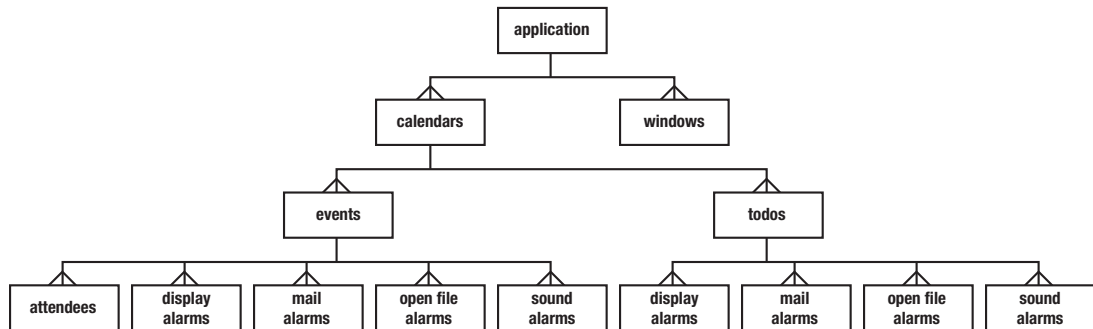 application
calendars
windows
events
todos
attendees
display
alarms
mail
alarms
open file
alarms
sound
alarms
display
alarms
mail
alarms
open file
alarms
sound
alarms